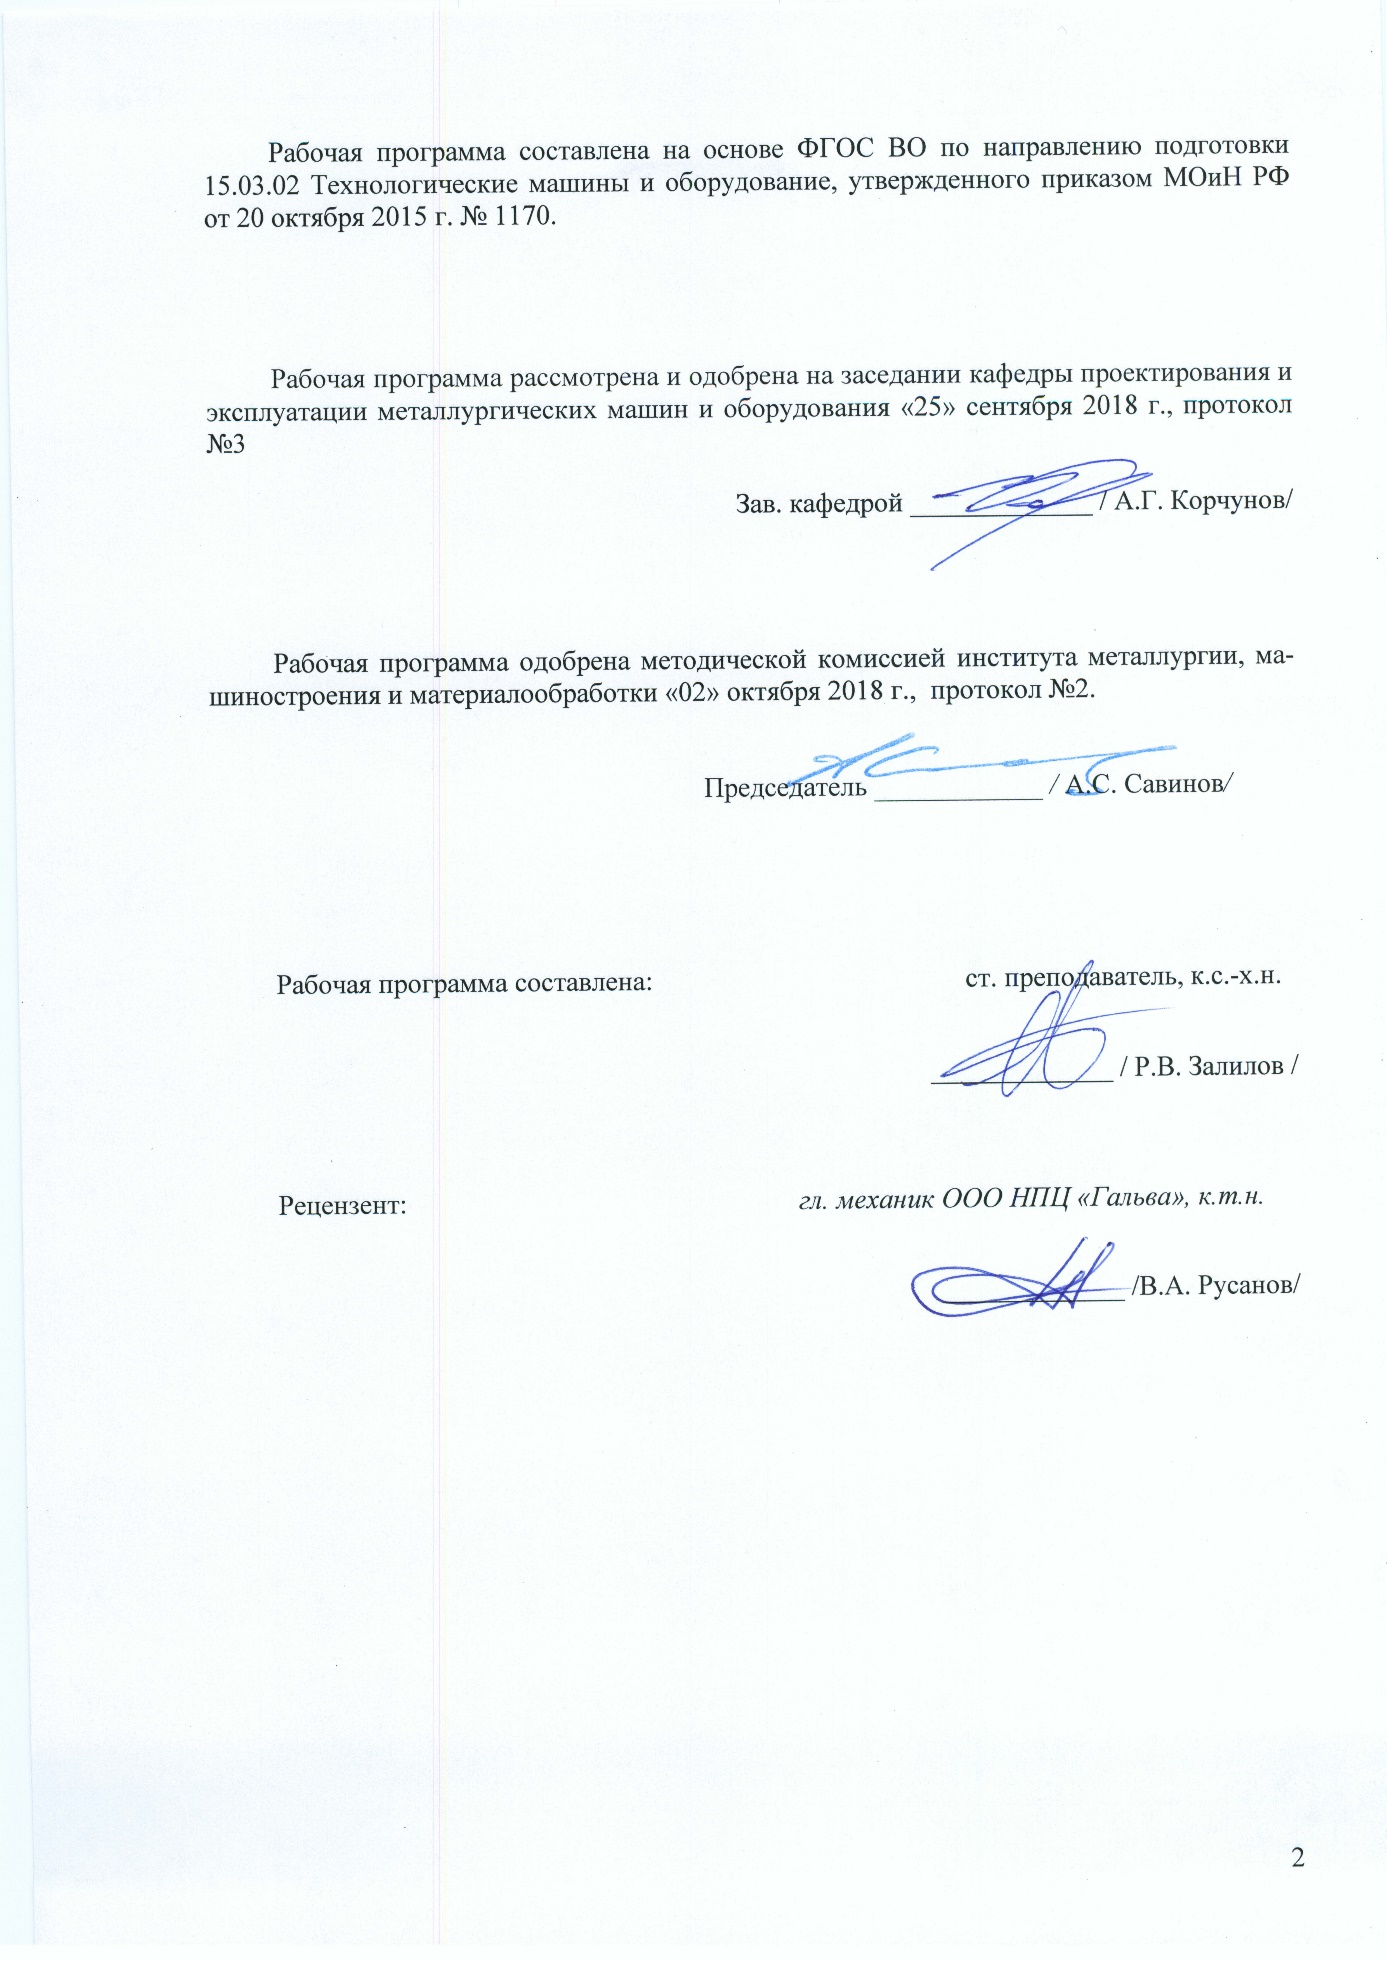 Рабочая программа составлена на основе ФГОС ВО по направлению подготовки
15.03.02 Технологические машины и оборудование, утвержденного приказом МОиН РФ
от 20 октября 2015 г. № 1170.
Рабочая программа рассмотрена и одобрена на заседании кафедры проектирования и
эксплуатации металлургических машин и оборудования «25» сентября 2018 г., протокол
№3
Зав. кафедрой _____________ / А.Г. Корчунов/
Рабочая программа одобрена методической комиссией института металлургии, ма-
шиностроения и материалообработки «02» октября 2018 г., протокол №2.
Председатель ____________ / А.С. Савинов/
Рабочая программа составлена: ст. преподаватель, к.с.-х.н.
_____________ / Р.В. Залилов /
Рецензент: гл. механик ООО НПЦ «Гальва», к.т.н.
_____________ /В.А. Русанов/
2